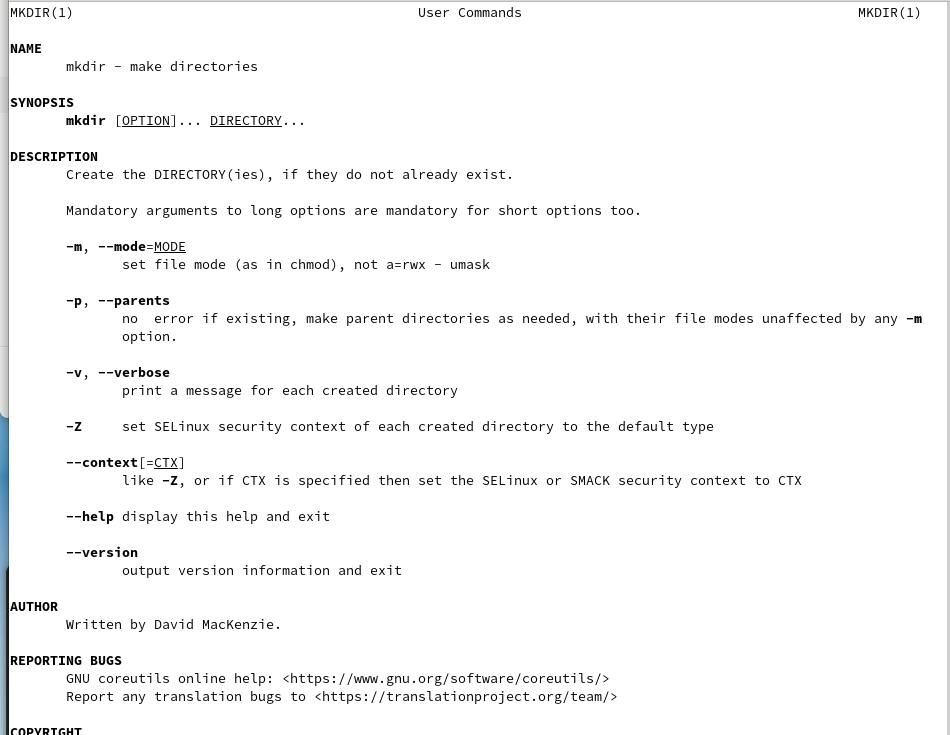 MKDIR(1) User Commands MKDIR(1)
NAME
mkdir - make directories
SYNOPSIS
mkdir [OPTION]... DIRECTORY...
DESCRIPTION
Create the DIRECTORY(ies), if they do not already exist.
Mandatory arguments to long options are mandatory for short options too.
-m, --mode=MODE
set file mode (as in chmod), not a=rwx - umask
-p, --parents
no  error if existing, make parent directories as needed, with their file modes unaffected by any -m
option.
-v, --verbose
print a message for each created directory
-Z     set SELinux security context of each created directory to the default type
--context[=CTX]
like -Z, or if CTX is specified then set the SELinux or SMACK security context to CTX
--help display this help and exit
--version
output version information and exit
AUTHOR
Written by David MacKenzie.
REPORTING BUGS
GNU coreutils online help: <https://www.gnu.org/software/coreutils/>
Report any translation bugs to <https://translationproject.org/team/>
COPYRIGHT